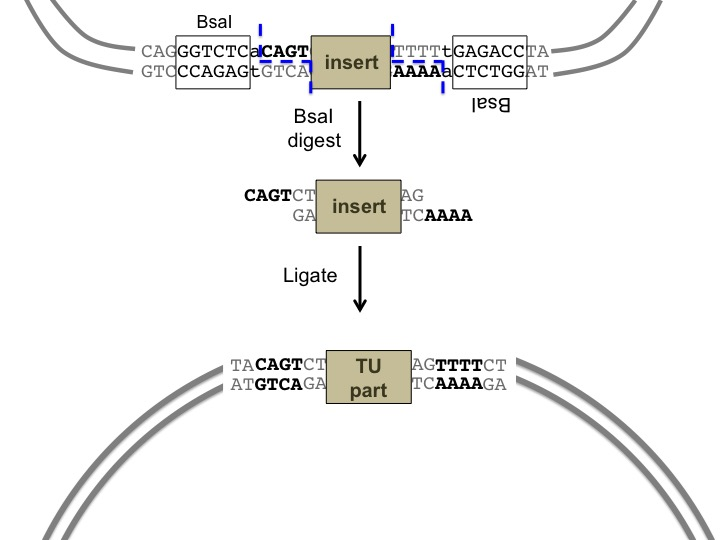 BsaI
CAGGGTCTCaCAGT insert TTTTtGAGACCTA
GTCCCAGAGtGTCA AAAAaCTCTGGAT
BsaI
BsaI
digest
CAGTCT insert AG
GA TCAAAA
Ligate
TACAGTCT TU AGTTTTCT
ATGTCAGA part TCAAAAGA